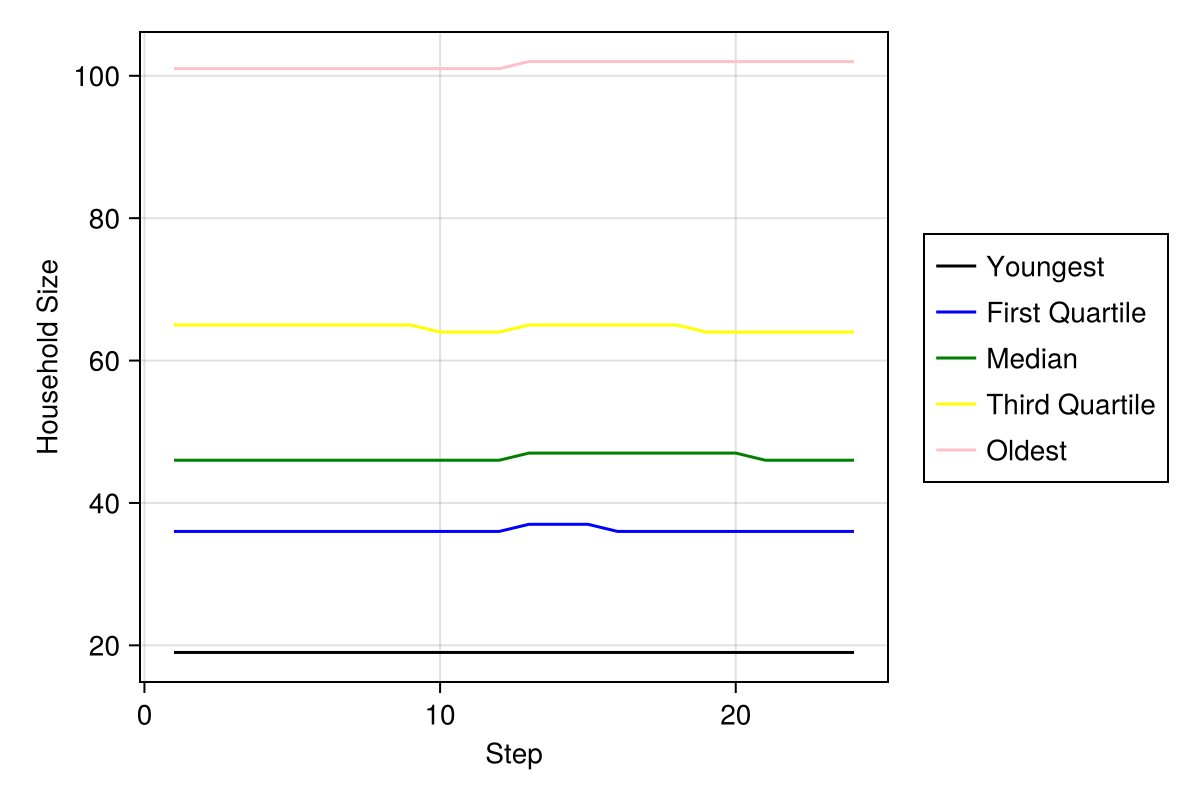 100
80
60
40
20
Household Size
0 10 20
Step
Youngest
First Quartile
Median
Third Quartile
Oldest